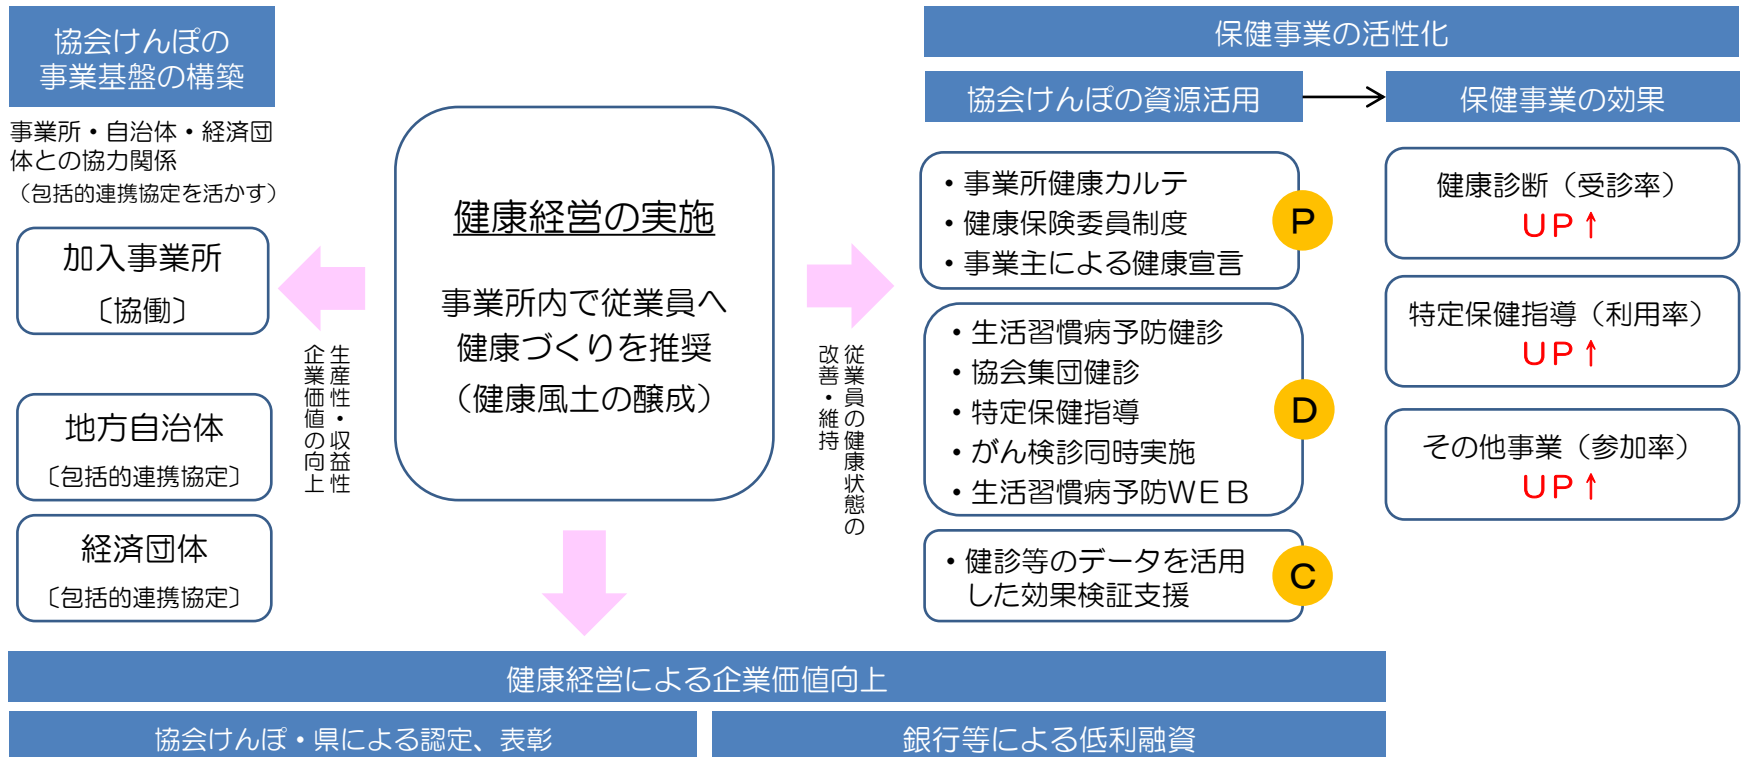 協会けんぽの
事業基盤の構築
事業所・自治体・経済団
体との協力関係
（包括的連携協定を活かす）
加入事業所
〔協働〕
地方自治体
〔包括的連携協定〕
経済団体
〔包括的連携協定〕
生産性・収益性
企業価値の向上
健康経営の実施
事業所内で従業員へ
健康づくりを推奨
（健康風土の醸成）
従業員の健康状態の
改善・維持
保健事業の活性化
協会けんぽの資源活用
保健事業の効果
・事業所健康カルテ
・健康保険委員制度
・事業主による健康宣言
P
・生活習慣病予防健診
・協会集団健診
・特定保健指導
・がん検診同時実施
・生活習慣病予防ＷＥＢ
D
・健診等のデータを活用
した効果検証支援
C
健康診断（受診率）
ＵＰ↑
特定保健指導（利用率）
ＵＰ↑
その他事業（参加率）
ＵＰ↑
健康経営による企業価値向上
協会けんぽ・県による認定、表彰
銀行等による低利融資